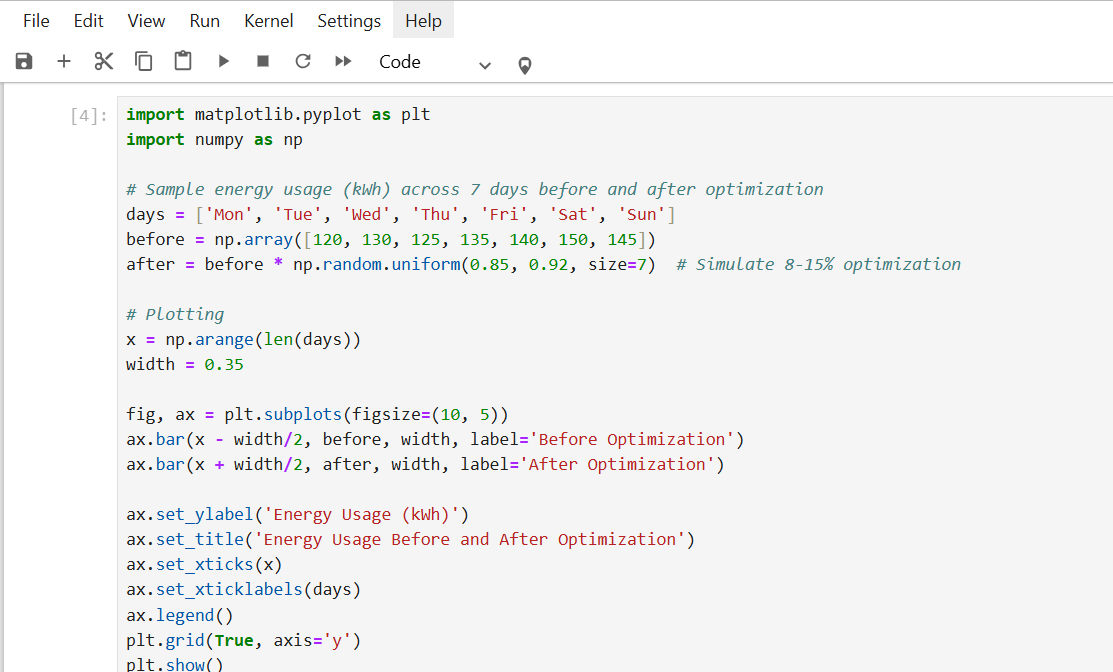 File Edit View Run Kernel Settings Help
Code
[4]:
import matplotlib.pyplot as plt
import numpy as np
# Sample energy usage (kWh) across 7 days before and after optimization
days = ['Mon', 'Tue', 'Wed', 'Thu', 'Fri', 'Sat', 'Sun']
before = np.array([120, 130, 125, 135, 140, 150, 145])
after = before * np.random.uniform(0.85, 0.92, size=7)  # Simulate 8-15% optimization
# Plotting
x = np.arange(len(days))
width = 0.35
fig, ax = plt.subplots(figsize=(10, 5))
ax.bar(x - width/2, before, width, label='Before Optimization')
ax.bar(x + width/2, after, width, label='After Optimization')
ax.set_ylabel('Energy Usage (kWh)')
ax.set_title('Energy Usage Before and After Optimization')
ax.set_xticks(x)
ax.set_xticklabels(days)
ax.legend()
plt.grid(True, axis='y')
plt.show()